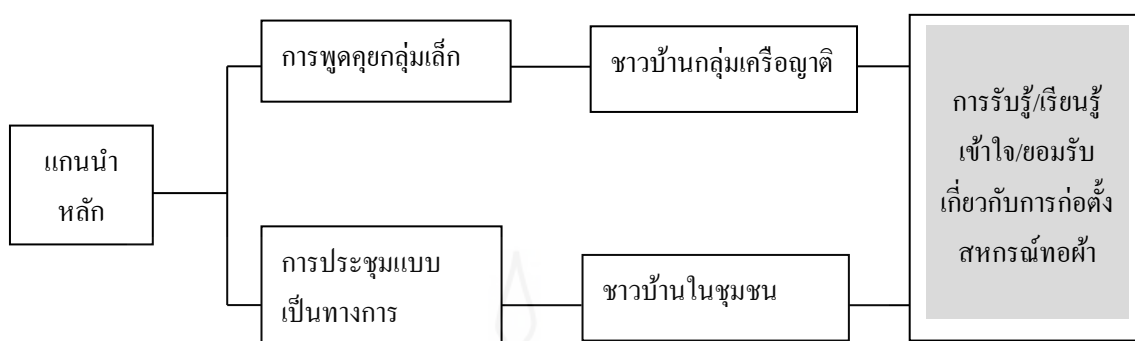 แกนนำ
หลัก
การพูดคุยกลุ่มเล็ก
ชาวบ้านกลุ่มเครือญาติ
การประชุมแบบ
เป็นทางการ
ชาวบ้านในชุมชน
การรับรู้/เรียนรู้
เข้าใจ/ยอมรับ
เกี่ยวกับการก่อตั้ง
สหกรณ์ทอผ้า